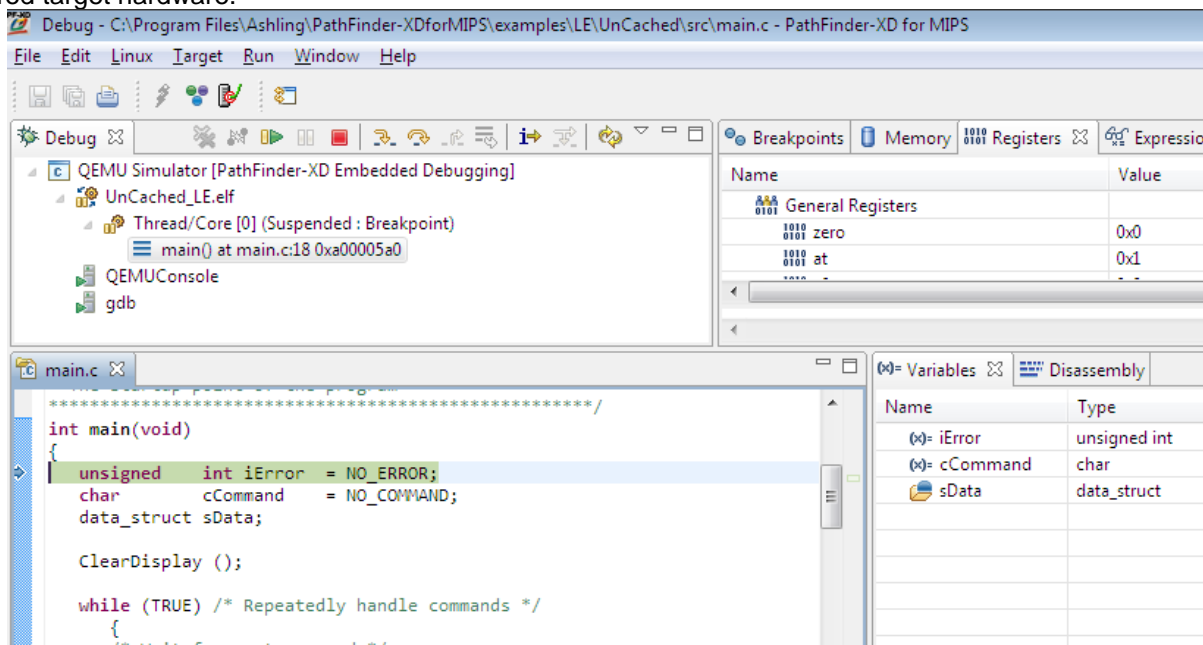 red target hardware.
Debug - C:\Program Files\Ashling\PathFinder-XDforMIPS\examples\LE\UnCached\src\main.c - PathFinder-XD for MIPS
File Edit Linux Target Run Window Help
Debug
QEMU Simulator [PathFinder-XD Embedded Debugging]
UnCached_LE.elf
Thread/Core [0] (Suspended : Breakpoint)
main() at main.c:18 0xa00005a0
QEMUConsole
gdb
Breakpoints Memory Registers Expressio
Name Value
General Registers
zero 0x0
at 0x1
main.c
*****************************************************/
int main(void)
{
unsigned int iError = NO_ERROR;
char cCommand = NO_COMMAND;
data_struct sData;
ClearDisplay ();
while (TRUE) /* Repeatedly handle commands */
{
(x)= Variables Disassembly
Name Type
(x)= iError unsigned int
(x)= cCommand char
sData data_struct